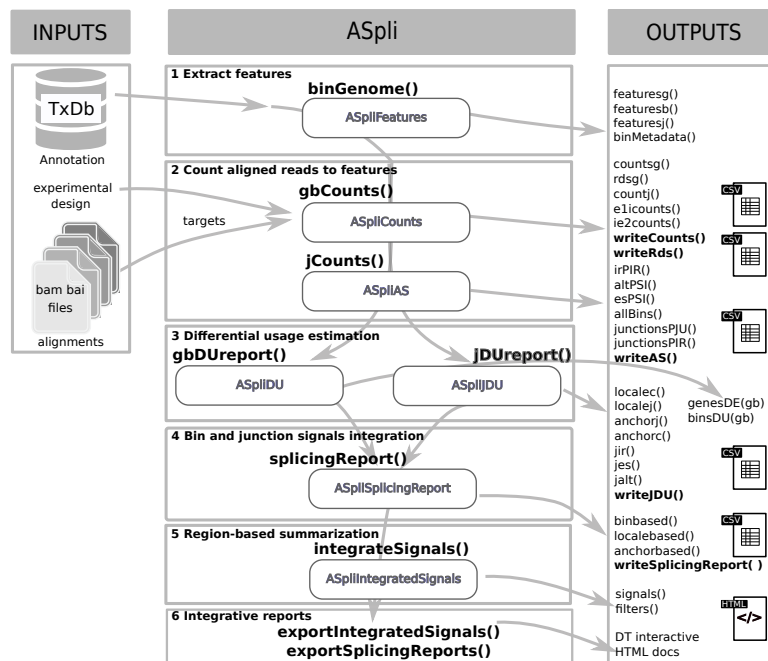 INPUTS
ASpli
OUTPUTS
TxDb
Annotation
experimental
design
targets
bam bai
files
alignments
1 Extract features
binGenome()
ASpliFeatures
2 Count aligned reads to features
gbCounts()
ASpliCounts
jCounts()
ASpliAS
3 Differential usage estimation
gbDUreport()
jDUreport()
ASpliDU
ASpliJDU
4 Bin and junction signals integration
splicingReport()
ASpliSplicingReport
5 Region-based summarization
integrateSignals()
ASpliIntegratedSignals
6 Integrative reports
exportIntegratedSignals()
exportSplicingReports()
featuresg()
featuresb()
featuresj()
binMetadata()
countsg()
rdsg()
countj()
e1icounts()
ie2counts()
writeCounts()
writeRds()
CSV
CSV
irPIR()
altPSI()
esPSI()
allBins()
junctionsPJU()
junctionsPIR()
writeAS()
CSV
genesDE(gb)
binsDU(gb)
localec()
localej()
anchorj()
anchorc()
jir()
jes()
jalt()
writeJDU()
CSV
binbased()
localebased()
anchorbased()
writeSplicingReport( )
CSV
signals()
filters()
HTML
</>
DT interactive
HTML docs